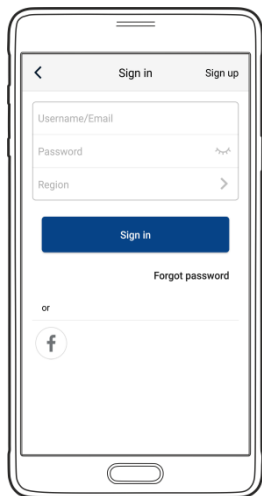 Sign in Sign up
Username/Email
Password
Region
Sign in
Forgot password
or
f